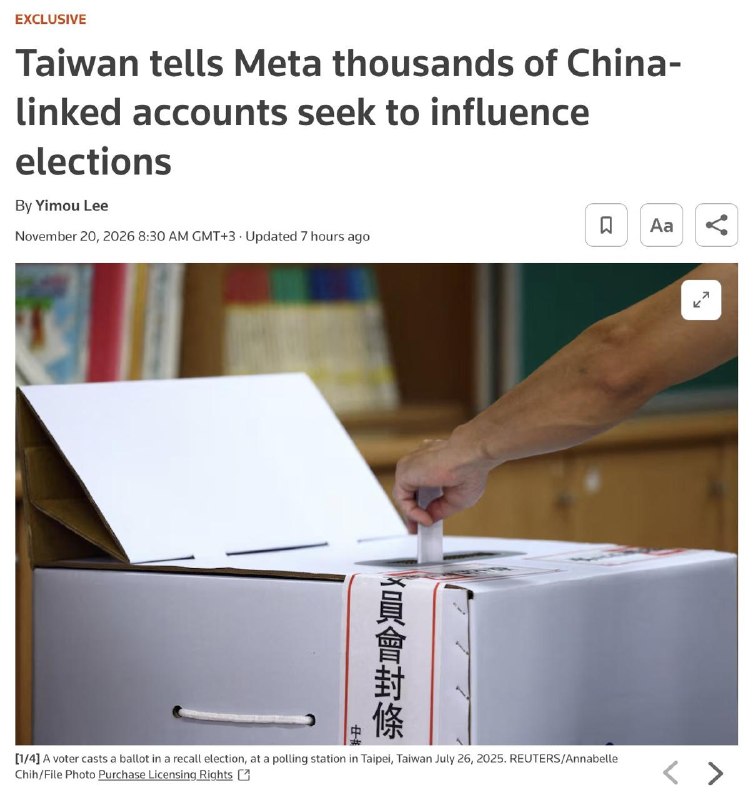 EXCLUSIVE
Taiwan tells Meta thousands of China-
linked accounts seek to influence
elections
By Yimou Lee
November 20, 2026 8:30 AM GMT+3 · Updated 7 hours ago
Aa
員會封條
中
[1/4] A voter casts a ballot in a recall election, at a polling station in Taipei, Taiwan July 26, 2025. REUTERS/Annabelle
Chih/File Photo Purchase Licensing Rights